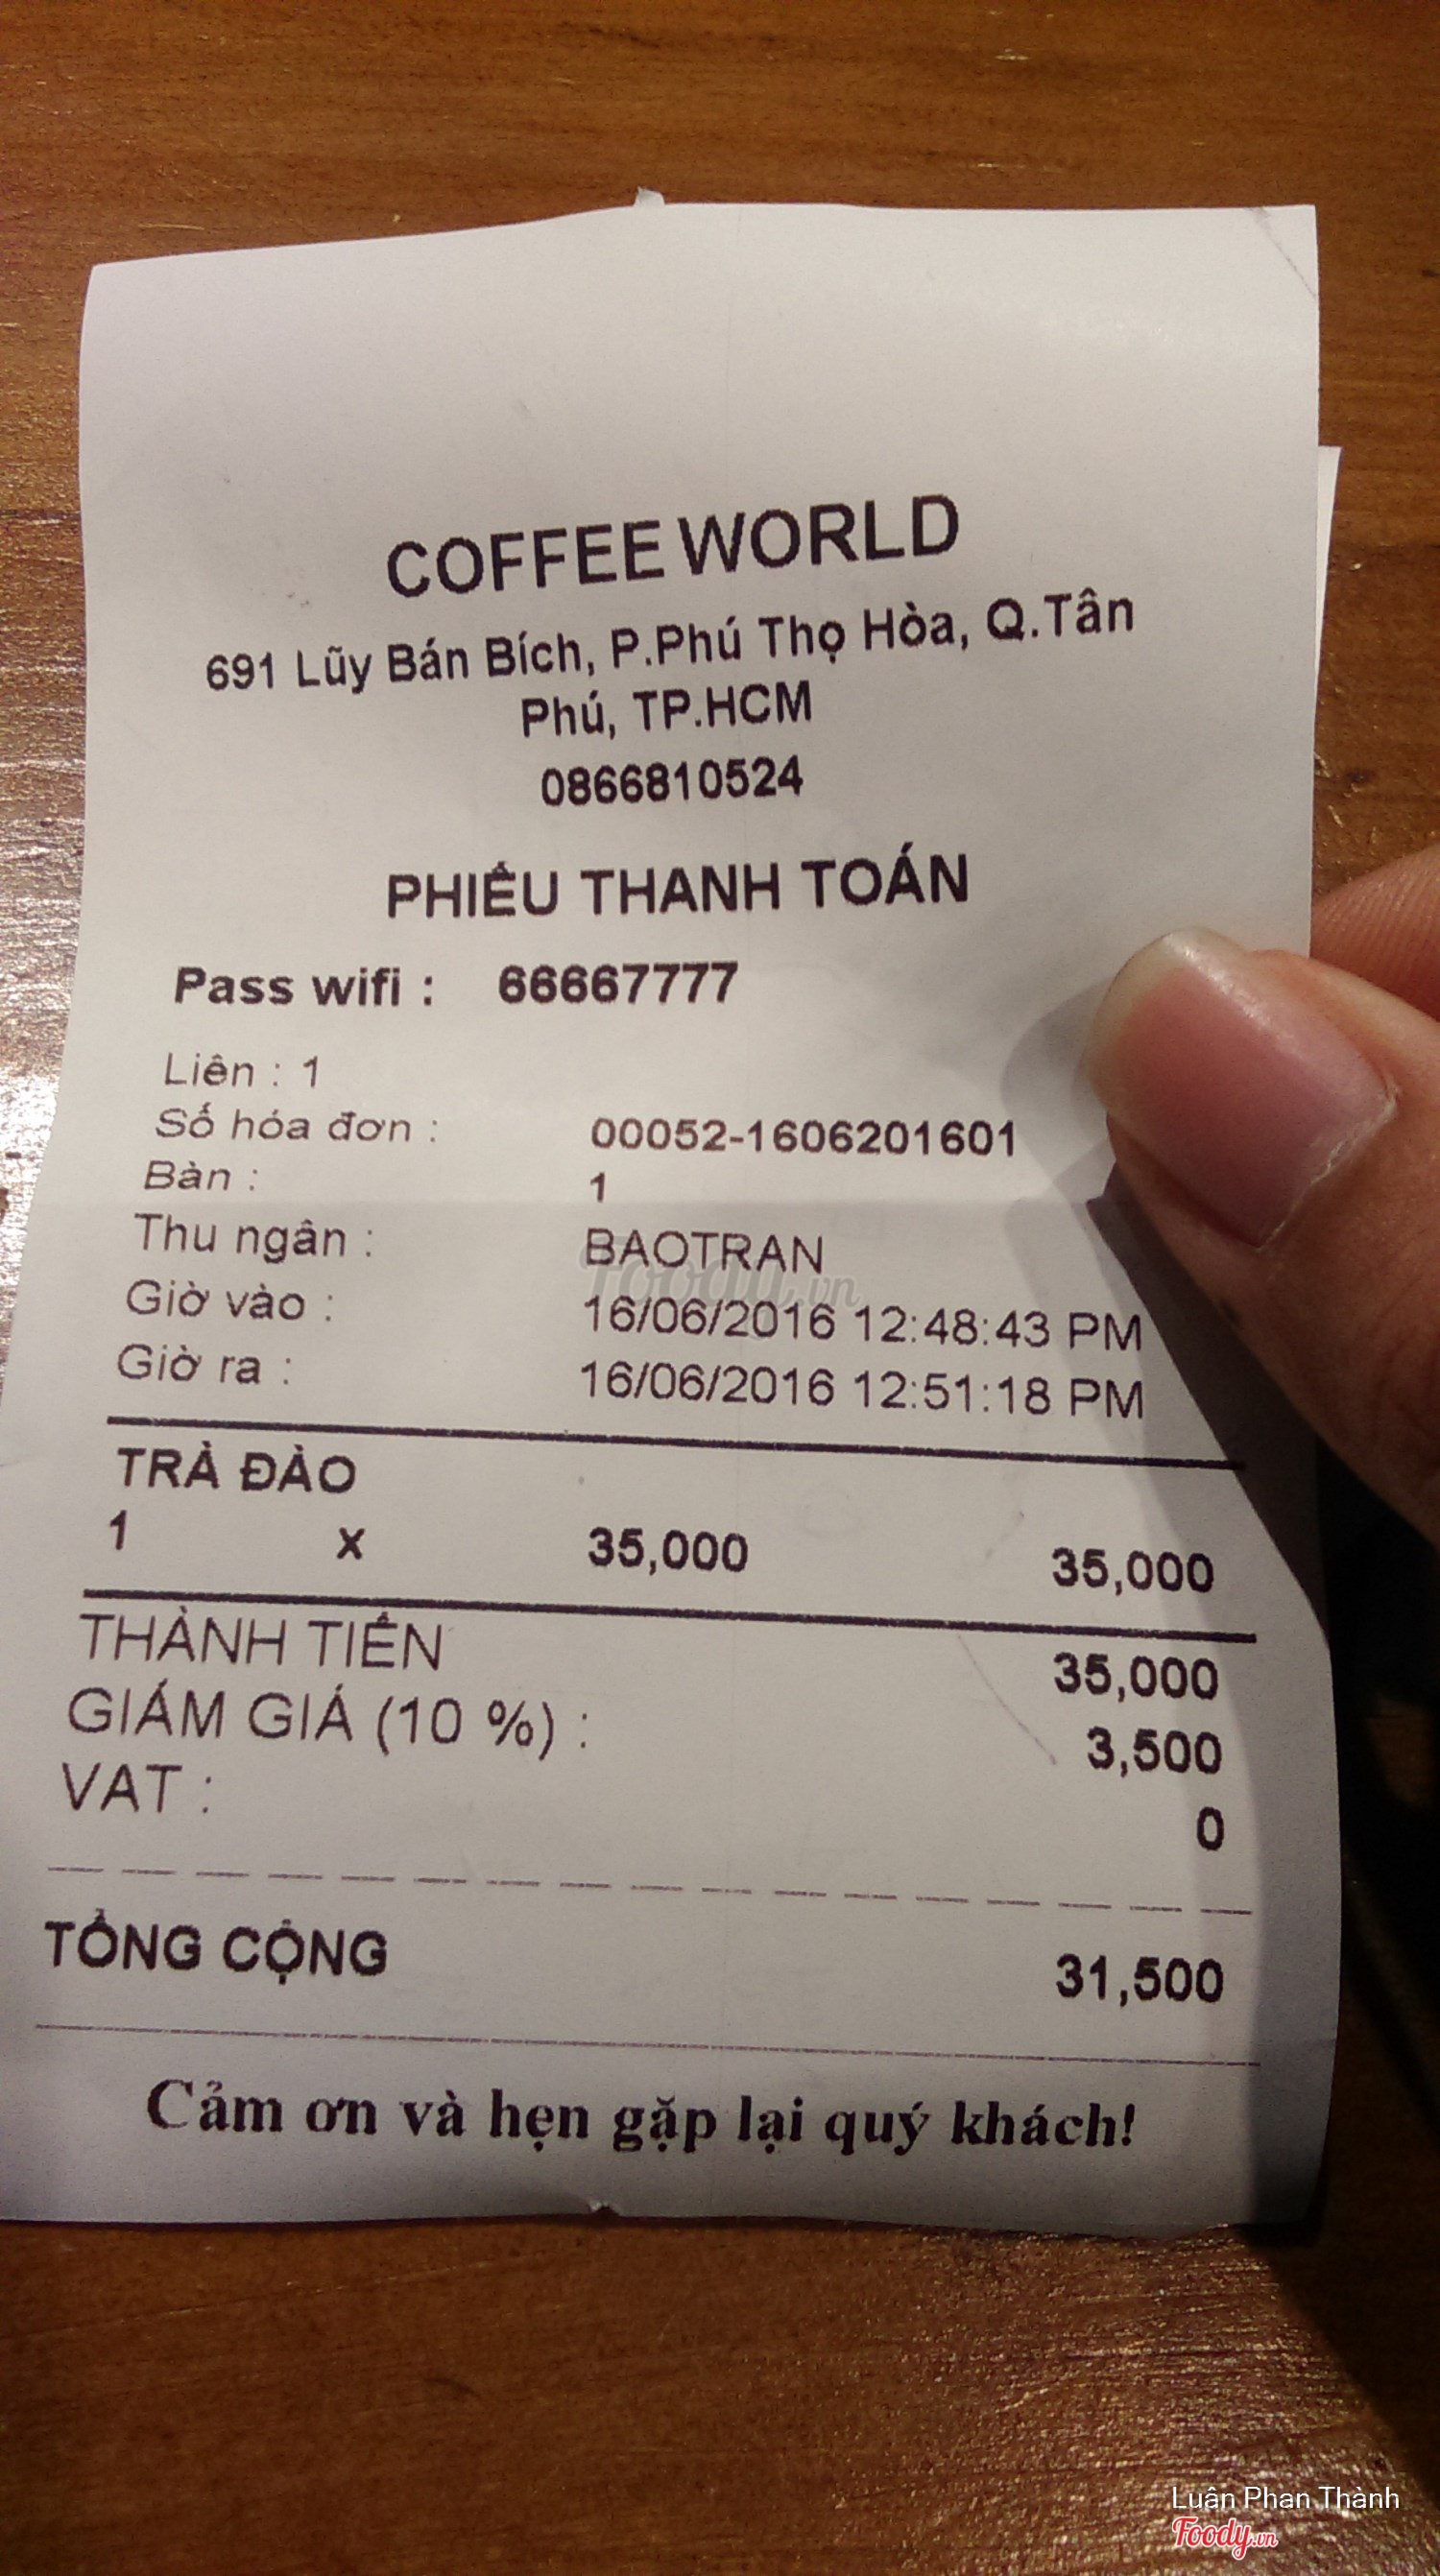 COFFEE WORLD
691 Lũy Bán Bích, P.Phú Thọ Hòa, Q.Tân
Phú, TP.HCM
0866810524
PHIẾU THANH TOÁN
Pass wifi : 66667777
Liên : 1
Số hóa đơn : 00052-1606201601
Bàn : 1
Thu ngân : BAOTRAN
Giờ vào : 16/06/2016 12:48:43 PM
Giờ ra : 16/06/2016 12:51:18 PM
TRÀ ĐÀO
1 x 35,000 35,000
THÀNH TIỀN 35,000
GIẢM GIÁ (10 %) : 3,500
VAT : 0
TỔNG CỘNG 31,500
Cảm ơn và hẹn gặp lại quý khách!
Foody.vn
Luân Phan Thành
Foody.vn